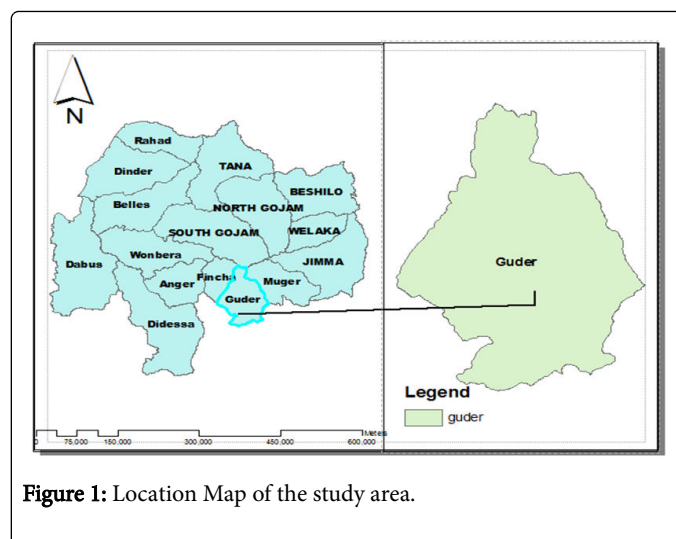 N
Rahad
TANA
Dinder
BESHILO
Belles
NORTH GOJAM
SOUTH GOJAM
WELAKA
Wonbera
JIMMA
Dabus
Fincha
Muger
Anger
Guder
Didessa
Guder
Legend
guder
Meters
0 75,000 150,000 300,000 450,000 600,000
Figure 1: Location Map of the study area.